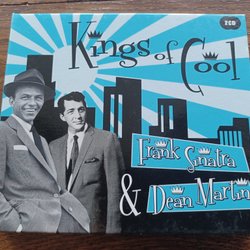 2CD
Kings of Cool
Frank Sinatra
& Dean Martin